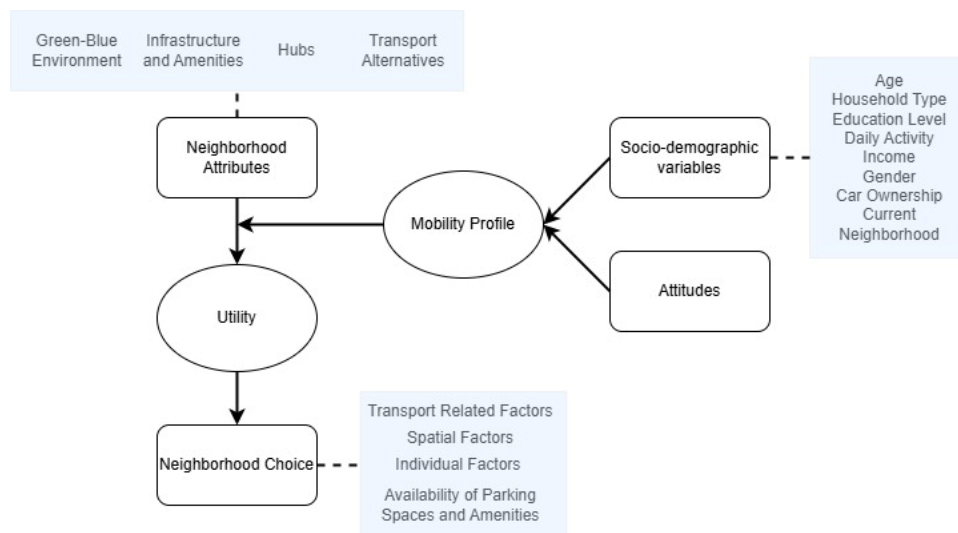 Green-Blue
Environment
Infrastructure
and Amenities
Hubs
Transport
Alternatives
Neighborhood
Attributes
Socio-demographic
variables
Age
Household Type
Education Level
Daily Activity
Income
Gender
Car Ownership
Current
Neighborhood
Mobility Profile
Attitudes
Utility
Neighborhood Choice
Transport Related Factors
Spatial Factors
Individual Factors
Availability of Parking
Spaces and Amenities